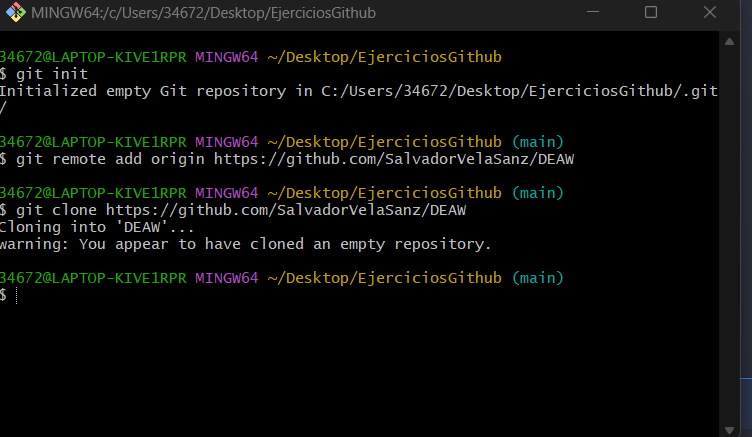 MINGW64:/c/Users/34672/Desktop/EjerciciosGithub
34672@LAPTOP-KIVE1RPR MINGW64 ~/Desktop/EjerciciosGithub
$ git init
Initialized empty Git repository in C:/Users/34672/Desktop/EjerciciosGithub/.git
/
34672@LAPTOP-KIVE1RPR MINGW64 ~/Desktop/EjerciciosGithub (main)
$ git remote add origin https://github.com/SalvadorVelaSanz/DEAW
34672@LAPTOP-KIVE1RPR MINGW64 ~/Desktop/EjerciciosGithub (main)
$ git clone https://github.com/SalvadorVelaSanz/DEAW
Cloning into 'DEAW'...
warning: You appear to have cloned an empty repository.
34672@LAPTOP-KIVE1RPR MINGW64 ~/Desktop/EjerciciosGithub (main)
$